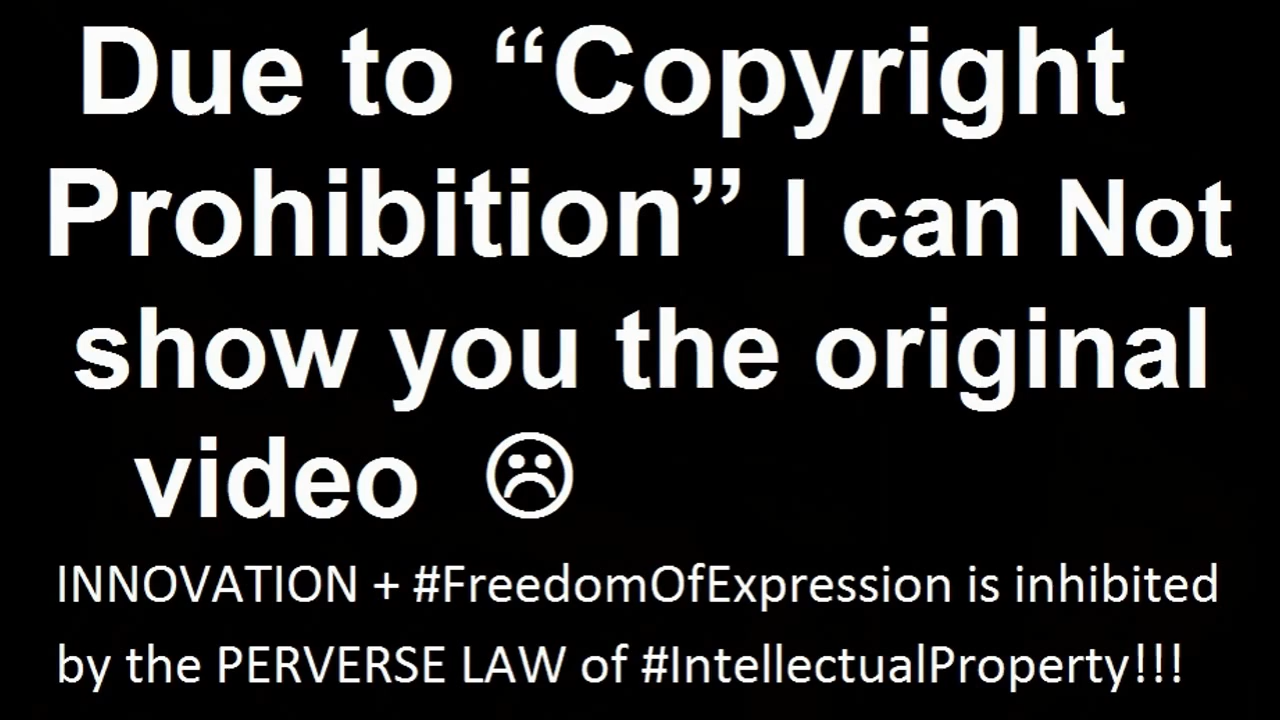 Due to “Copyright
Prohibition” I can Not
show you the original
video ☹
INNOVATION + #FreedomOfExpression is inhibited
by the PERVERSE LAW of #IntellectualProperty!!!